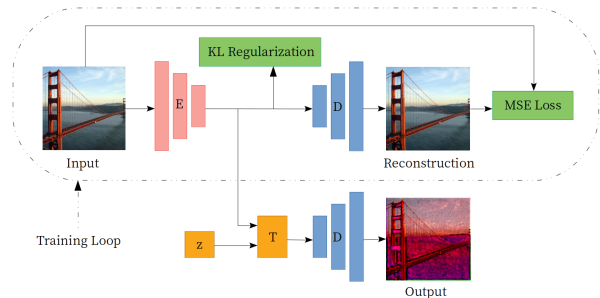 KL Regularization
E
D
MSE Loss
Input
Reconstruction
Training Loop
z
T
D
Output